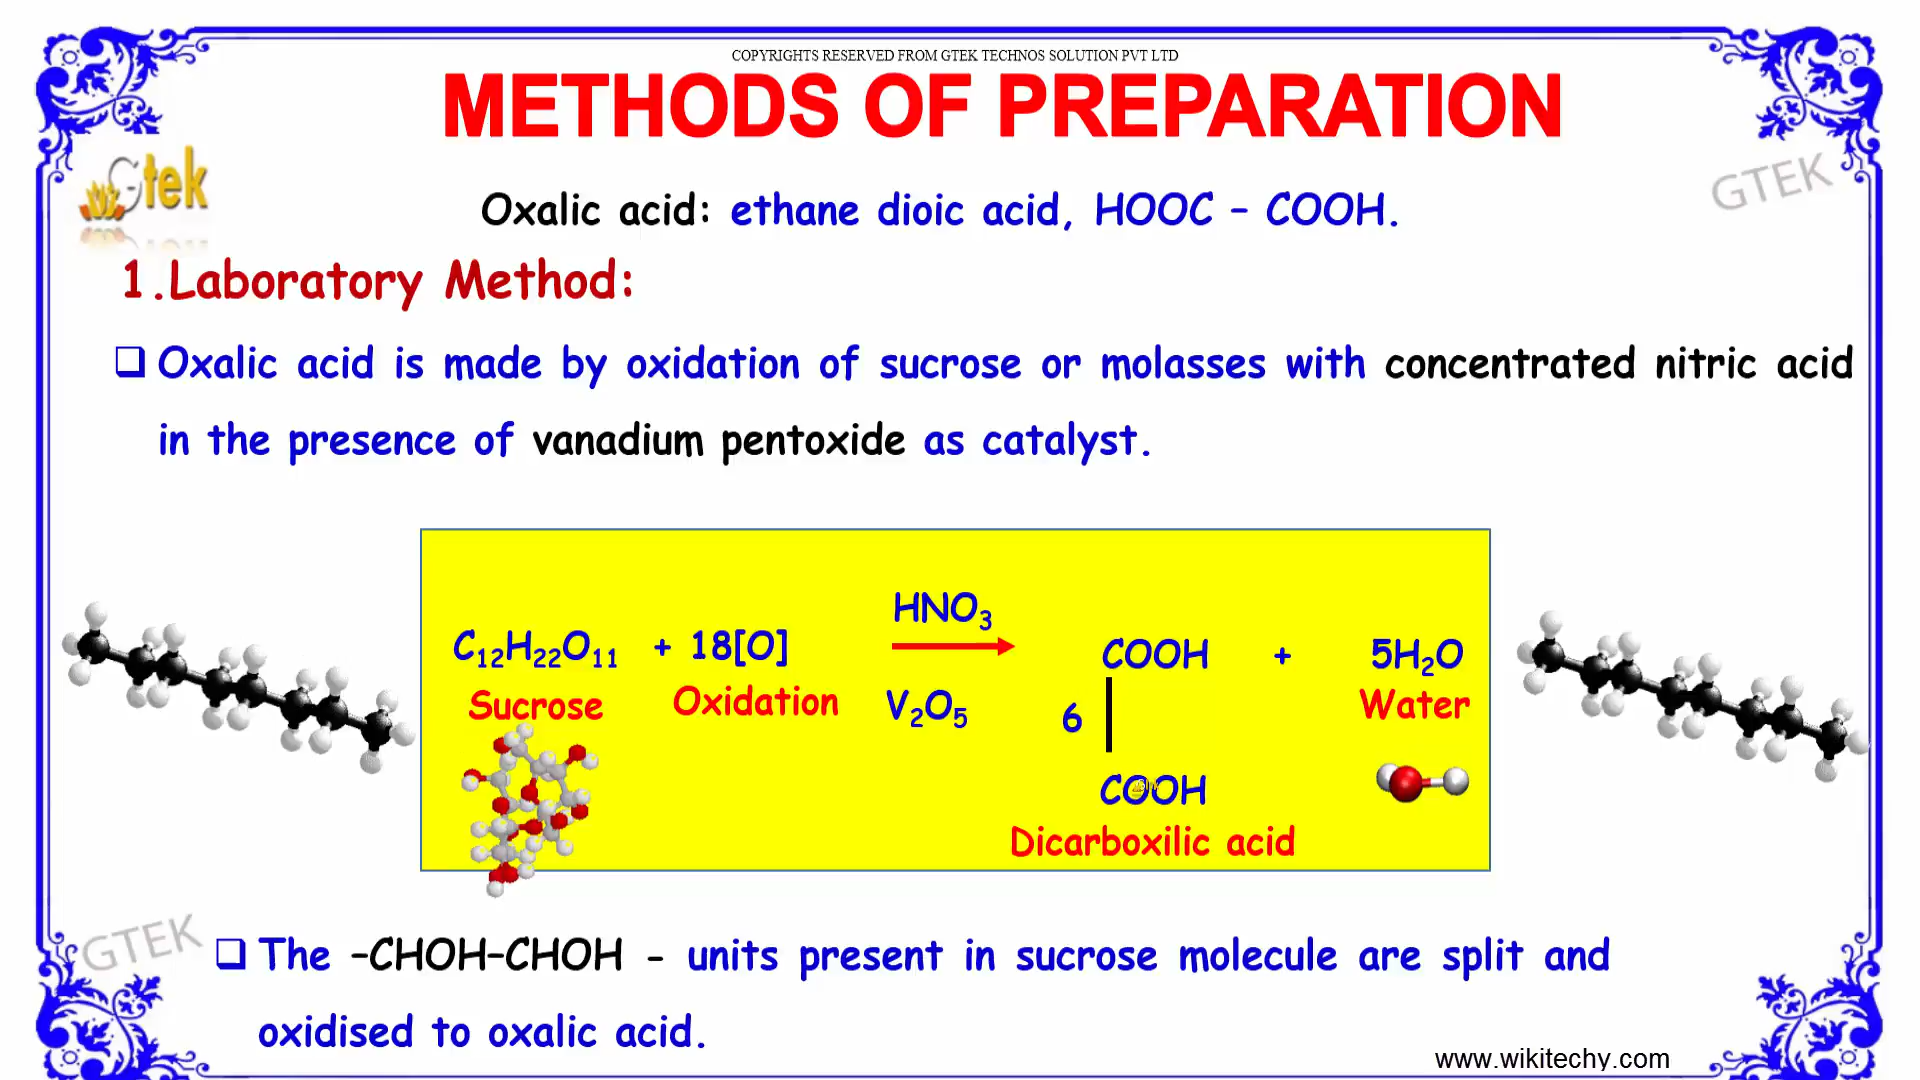 COPYRIGHTS RESERVED FROM GTEK TECHNOS SOLUTION PVT LTD
METHODS OF PREPARATION
Gtek
GTEK
Oxalic acid: ethane dioic acid, HOOC – COOH.
1.Laboratory Method:
❑ Oxalic acid is made by oxidation of sucrose or molasses with concentrated nitric acid
in the presence of vanadium pentoxide as catalyst.
C₁₂H₂₂O₁₁ + 18[O]
Sucrose Oxidation
HNO₃
V₂O₅
COOH + 5H₂O
Water
6
COOH
Dicarboxilic acid
GTEK
❑ The –CHOH–CHOH - units present in sucrose molecule are split and
oxidised to oxalic acid.
www.wikitechy.com